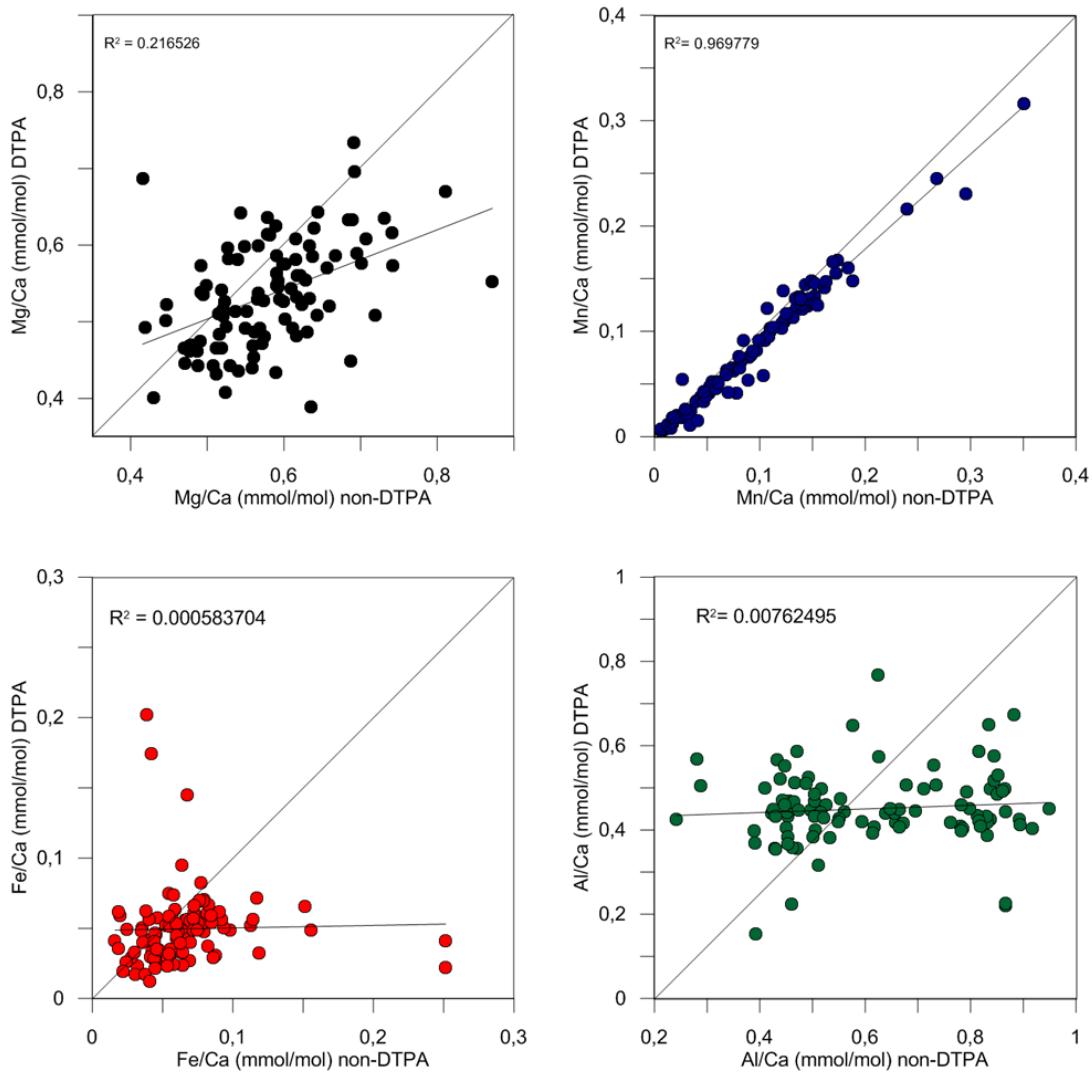 R² = 0.216526
0,8
0,6
0,4
Mg/Ca (mmol/mol) DTPA
0,4
0,6
0,8
Mg/Ca (mmol/mol) non-DTPA
0,4
R²= 0.969779
0,3
0,2
0,1
0
Mn/Ca (mmol/mol) DTPA
0
0,1
0,2
0,3
0,4
Mn/Ca (mmol/mol) non-DTPA
0,3
R² = 0.000583704
0,2
0,1
0
Fe/Ca (mmol/mol) DTPA
0
0,1
0,2
0,3
Fe/Ca (mmol/mol) non-DTPA
1
R²= 0.00762495
0,8
0,6
0,4
0,2
0
Al/Ca (mmol/mol) DTPA
0,2
0,4
0,6
0,8
1
Al/Ca (mmol/mol) non-DTPA